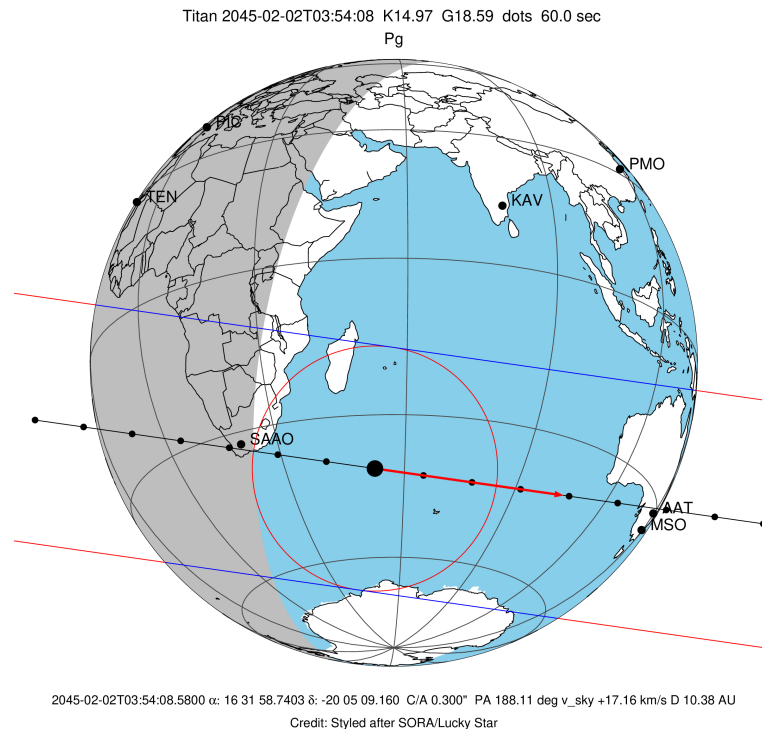 Titan 2045-02-02T03:54:08 K14.97 G18.59 dots 60.0 sec
Pg
PIC
PMO
TEN
KAV
SAAO
AAT
MSO
2045-02-02T03:54:08.5800 α: 16 31 58.7403 δ: -20 05 09.160 C/A 0.300" PA 188.11 deg v_sky +17.16 km/s D 10.38 AU
Credit: Styled after SORA/Lucky Star